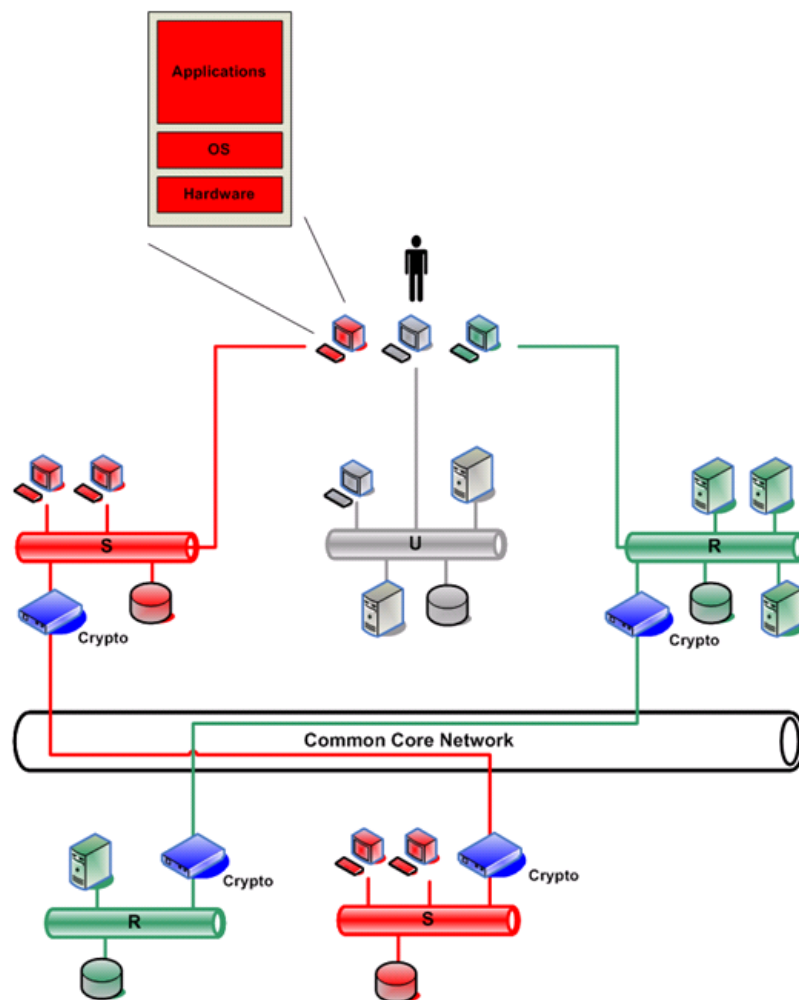 Applications
OS
Hardware
S
U
R
Crypto
Crypto
Common Core Network
Crypto
Crypto
R
S